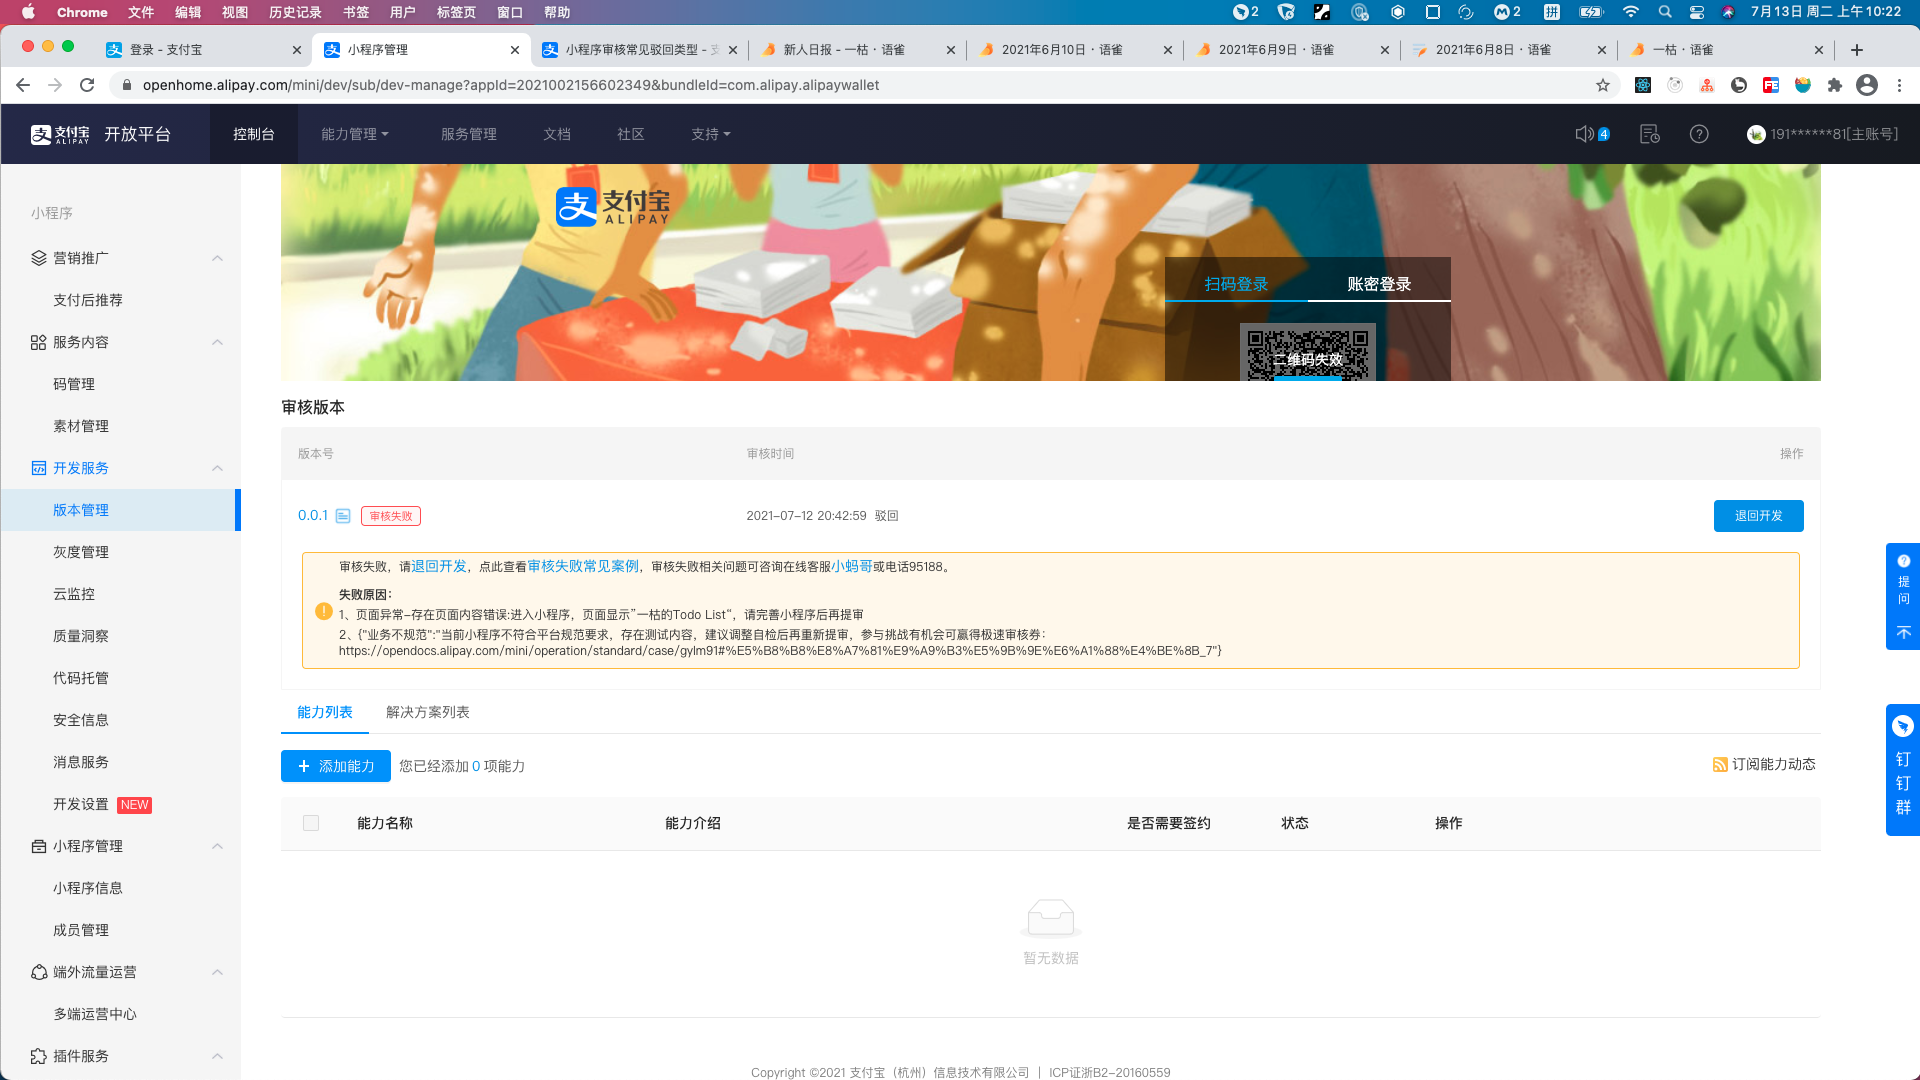 Chrome 文件 编辑 视图 历史记录 书签 用户 标签页 窗口 帮助 2 2 拼 7月13日 周二 上午10:22
登录 - 支付宝 小程序管理 小程序审核常见驳回类型 - 支 新人日报 - 一枯 · 语雀 2021年6月10日 · 语雀 2021年6月9日 · 语雀 2021年6月8日 · 语雀 一枯 · 语雀
openhome.alipay.com/mini/dev/sub/dev-manage?appId=2021002156602349&bundleId=com.alipay.alipaywallet
支付宝 ALIPAY 开放平台 控制台 能力管理 服务管理 文档 社区 支持 4 191******81[主账号]
小程序
营销推广
支付后推荐
服务内容
码管理
素材管理
开发服务
版本管理
灰度管理
云监控
质量洞察
代码托管
安全信息
消息服务
开发设置 NEW
小程序管理
小程序信息
成员管理
端外流量运营
多端运营中心
插件服务
支付宝
ALIPAY
扫码登录 账密登录
二维码失效
审核版本
版本号 审核时间 操作
0.0.1 审核失败 2021-07-12 20:42:59 驳回 退回开发
审核失败，请退回开发，点此查看审核失败常见案例，审核失败相关问题可咨询在线客服小蚂哥或电话95188。
失败原因：
1、页面异常-存在页面内容错误:进入小程序，页面显示”一枯的Todo List“，请完善小程序后再提审
2、{"业务不规范":"当前小程序不符合平台规范要求，存在测试内容，建议调整自检后再重新提审，参与挑战有机会可赢得极速审核券：
https://opendocs.alipay.com/mini/operation/standard/case/gylm91#%E5%B8%B8%E8%A7%81%E9%A9%B3%E5%9B%9E%E6%A1%88%E4%BE%8B_7"}
能力列表 解决方案列表
添加能力 您已经添加 0 项能力 订阅能力动态
能力名称 能力介绍 是否需要签约 状态 操作
暂无数据
提
问
钉
钉
群
Copyright ©2021 支付宝（杭州）信息技术有限公司 | ICP证浙B2-20160559